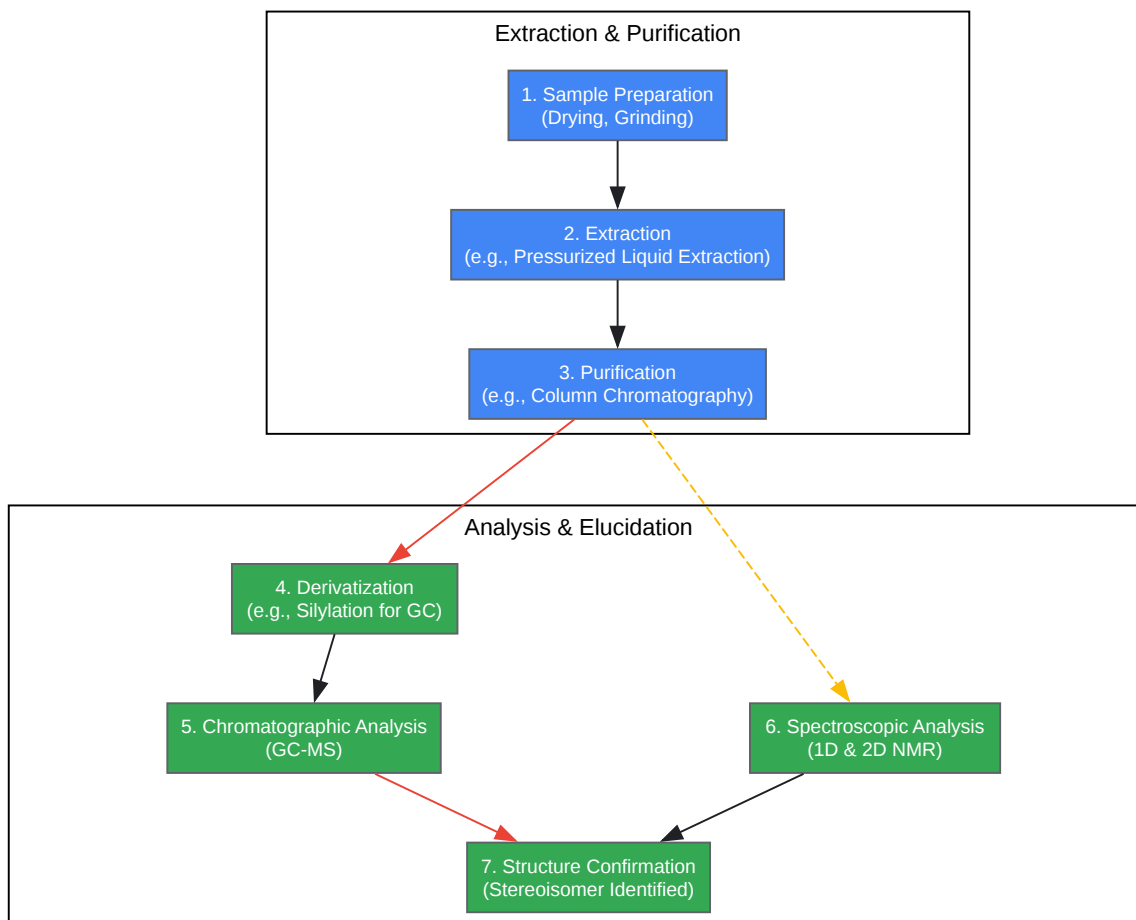 Extraction & Purification
1. Sample Preparation
(Drying, Grinding)
2. Extraction
(e.g., Pressurized Liquid Extraction)
3. Purification
(e.g., Column Chromatography)
Analysis & Elucidation
4. Derivatization
(e.g., Silylation for GC)
5. Chromatographic Analysis
(GC-MS)
6. Spectroscopic Analysis
(1D & 2D NMR)
7. Structure Confirmation
(Stereoisomer Identified)